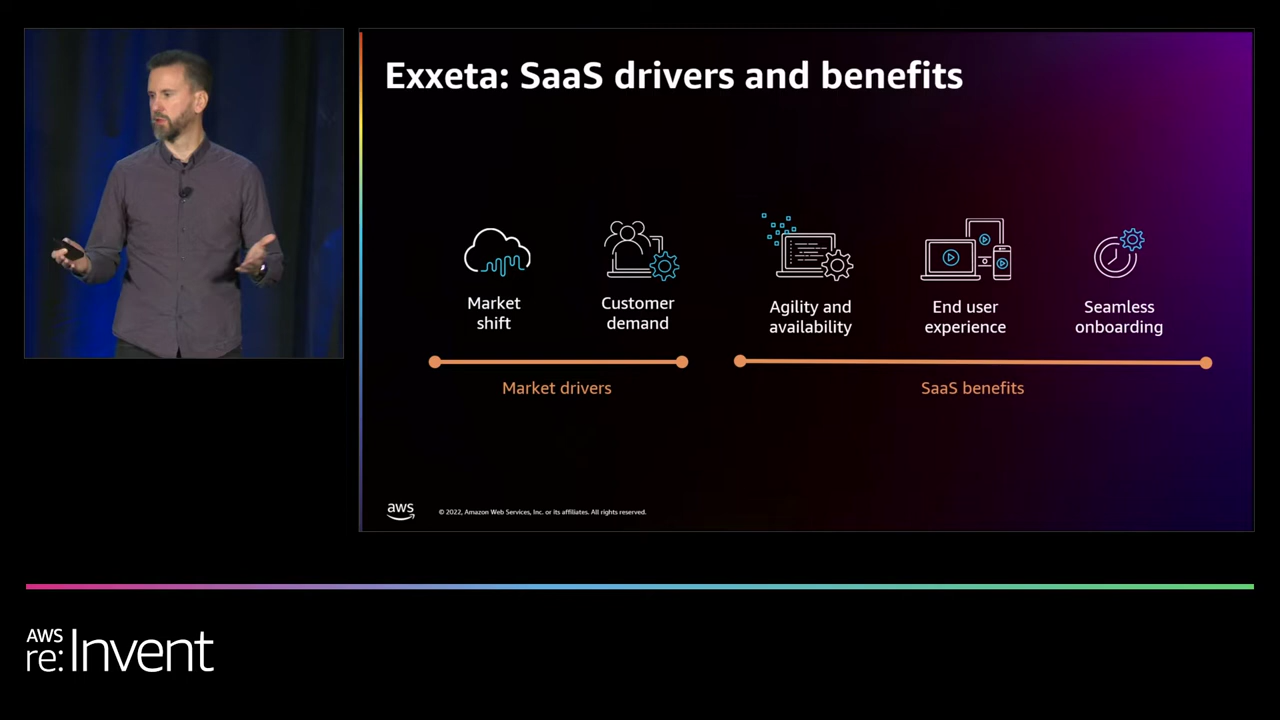 Exxeta: SaaS drivers and benefits
Market
shift
Customer
demand
Agility and
availability
End user
experience
Seamless
onboarding
Market drivers
SaaS benefits
aws
© 2022, Amazon Web Services, Inc. or its affiliates. All rights reserved.
AWS
re:Invent